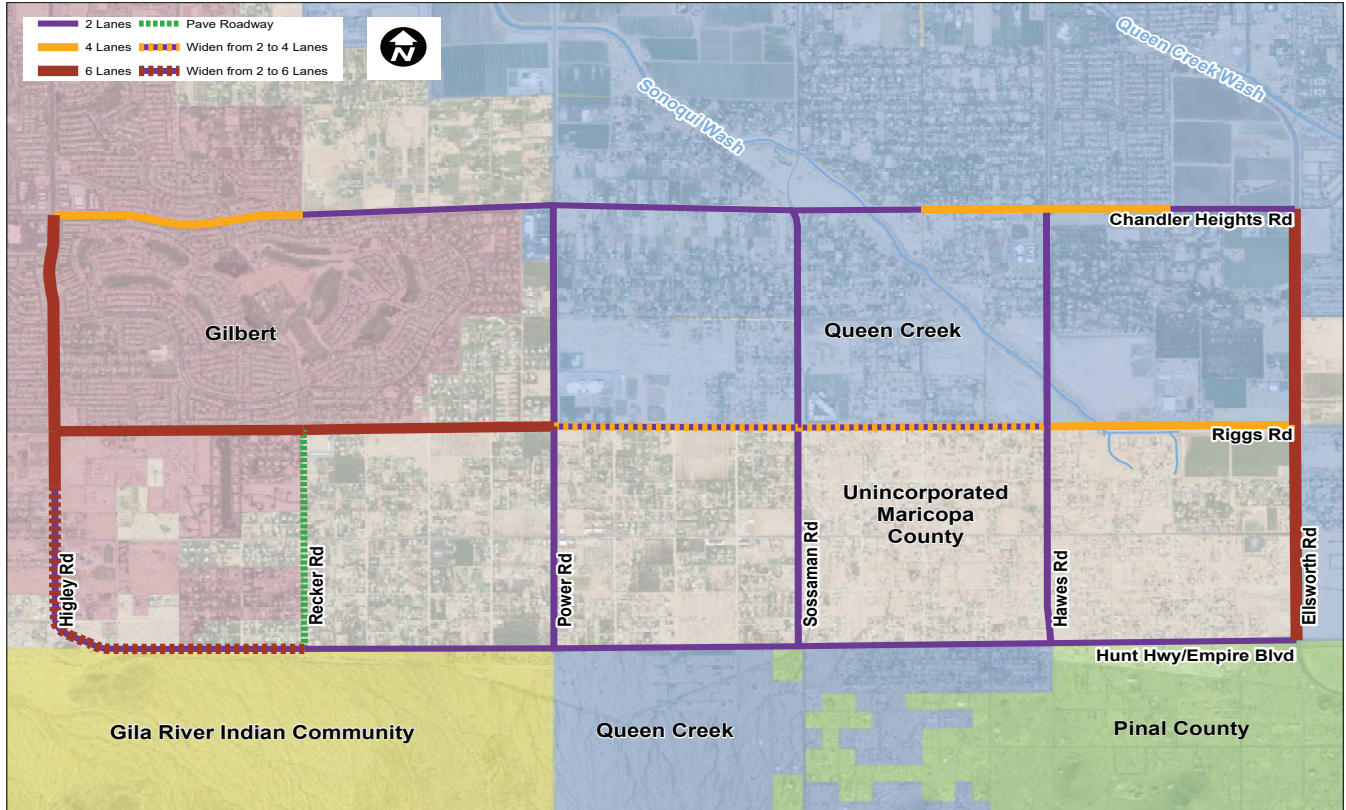 2 Lanes
Pave Roadway
4 Lanes
Widen from 2 to 4 Lanes
6 Lanes
Widen from 2 to 6 Lanes
N
Queen Creek Wash
Sonoqui Wash
Chandler Heights Rd
Gilbert
Queen Creek
Riggs Rd
Unincorporated
Maricopa
County
Higley Rd
Recker Rd
Power Rd
Sossaman Rd
Hawes Rd
Ellsworth Rd
Hunt Hwy/Empire Blvd
Gila River Indian Community
Queen Creek
Pinal County